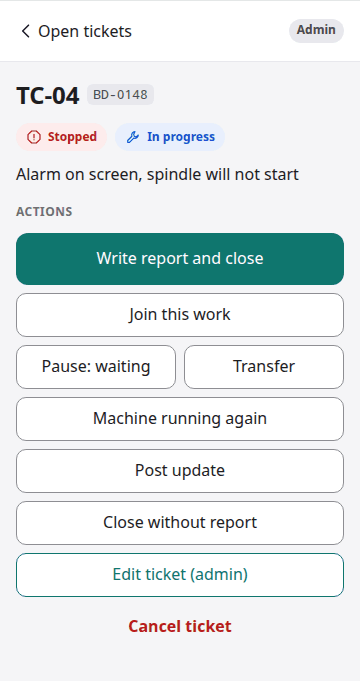 Open tickets
Admin
TC-04 BD-0148
Stopped In progress
Alarm on screen, spindle will not start
ACTIONS
Write report and close
Join this work
Pause: waiting Transfer
Machine running again
Post update
Close without report
Edit ticket (admin)
Cancel ticket